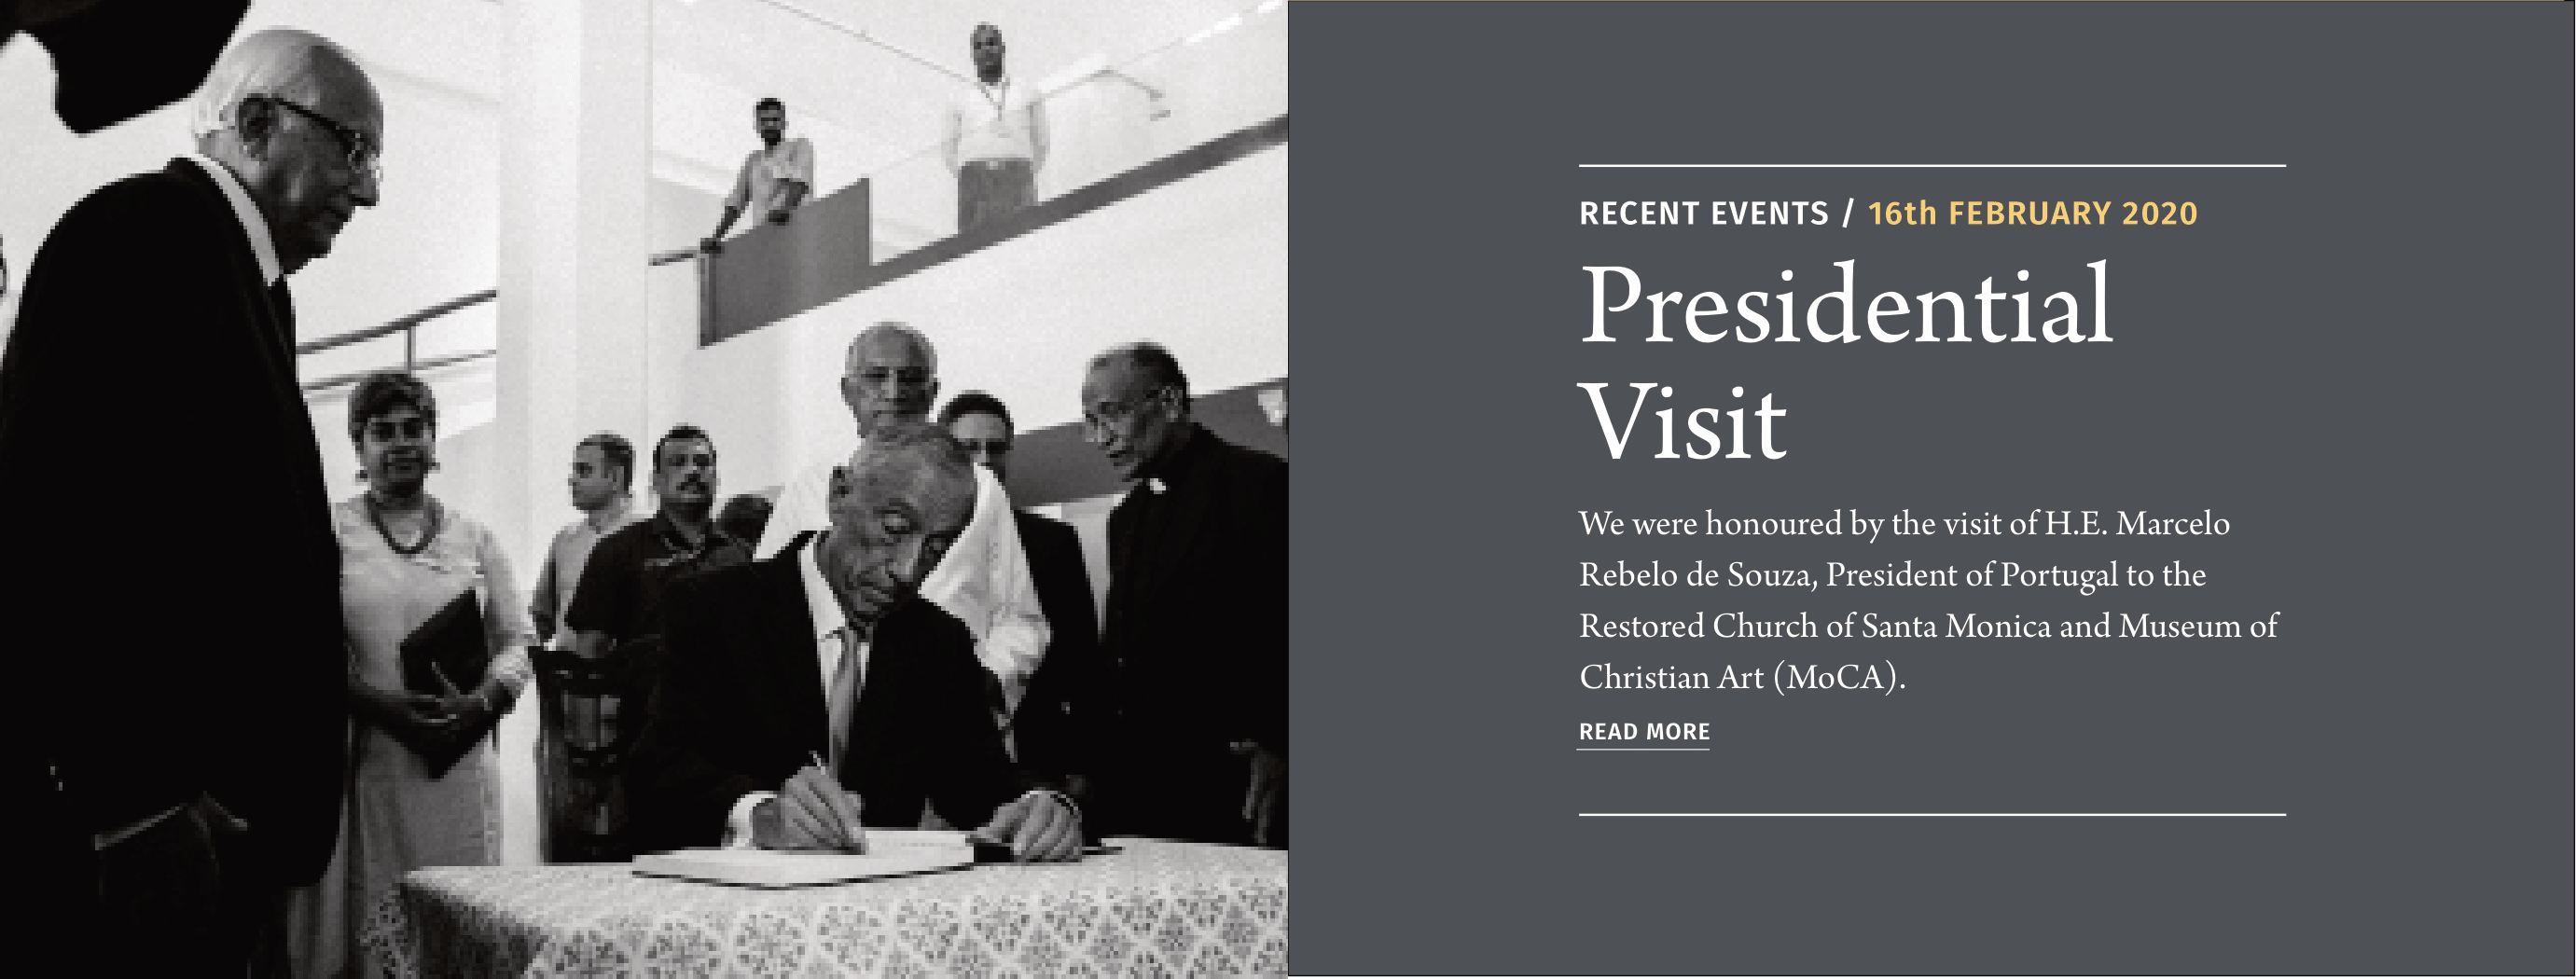 RECENT EVENTS / 16th FEBRUARY 2020
Presidential
Visit
We were honoured by the visit of H.E. Marcelo
Rebelo de Souza, President of Portugal to the
Restored Church of Santa Monica and Museum of
Christian Art (MoCA).
READ MORE